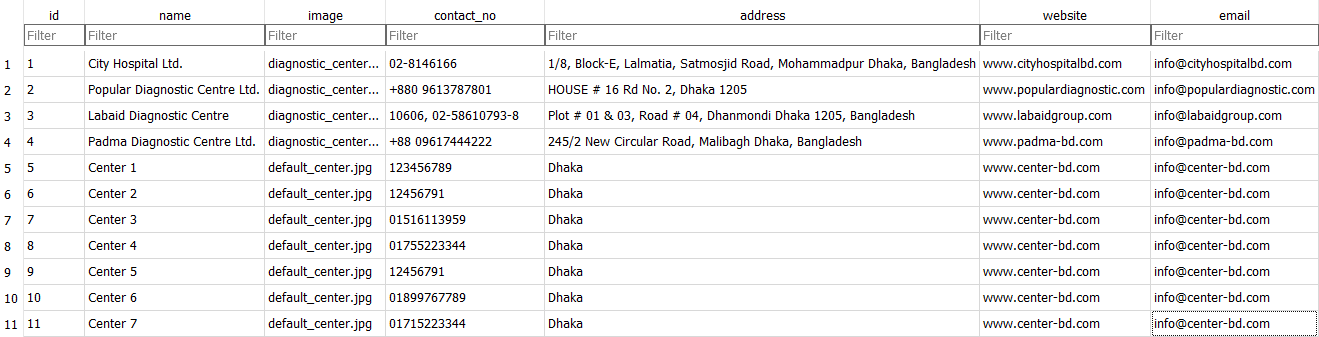 id name image contact_no address website email
Filter Filter Filter Filter Filter Filter Filter
1 1 City Hospital Ltd. diagnostic_center... 02-8146166 1/8, Block-E, Lalmatia, Satmosjid Road, Mohammadpur Dhaka, Bangladesh www.cityhospitalbd.com info@cityhospitalbd.com
2 2 Popular Diagnostic Centre Ltd. diagnostic_center... +880 9613787801 HOUSE # 16 Rd No. 2, Dhaka 1205 www.populardiagnostic.com info@populardiagnostic.com
3 3 Labaid Diagnostic Centre diagnostic_center... 10606, 02-58610793-8 Plot # 01 & 03, Road # 04, Dhanmondi Dhaka 1205, Bangladesh www.labaidgroup.com info@labaidgroup.com
4 4 Padma Diagnostic Centre Ltd. diagnostic_center... +88 09617444222 245/2 New Circular Road, Malibagh Dhaka, Bangladesh www.padma-bd.com info@padma-bd.com
5 5 Center 1 default_center.jpg 123456789 Dhaka www.center-bd.com info@center-bd.com
6 6 Center 2 default_center.jpg 12456791 Dhaka www.center-bd.com info@center-bd.com
7 7 Center 3 default_center.jpg 01516113959 Dhaka www.center-bd.com info@center-bd.com
8 8 Center 4 default_center.jpg 01755223344 Dhaka www.center-bd.com info@center-bd.com
9 9 Center 5 default_center.jpg 12456791 Dhaka www.center-bd.com info@center-bd.com
10 10 Center 6 default_center.jpg 01899767789 Dhaka www.center-bd.com info@center-bd.com
11 11 Center 7 default_center.jpg 01715223344 Dhaka www.center-bd.com info@center-bd.com